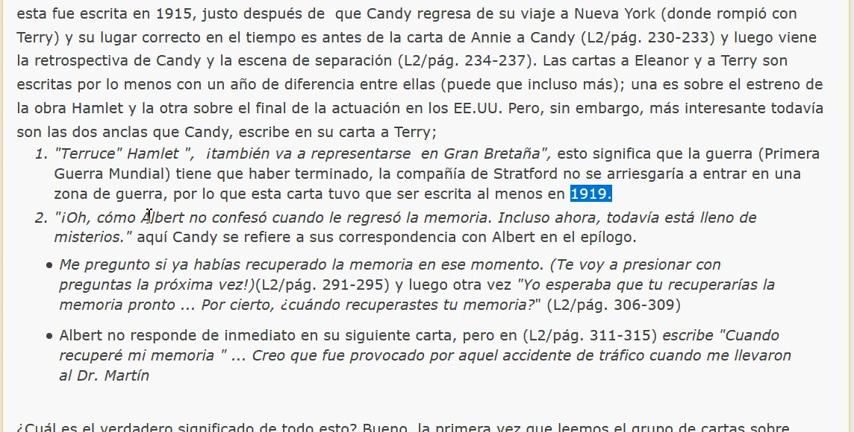 esta fue escrita en 1915, justo después de  que Candy regresa de su viaje a Nueva York (donde rompió con
Terry) y su lugar correcto en el tiempo es antes de la carta de Annie a Candy (L2/pág. 230-233) y luego viene
la retrospectiva de Candy y la escena de separación (L2/pág. 234-237). Las cartas a Eleanor y a Terry son
escritas por lo menos con un año de diferencia entre ellas (puede que incluso más); una es sobre el estreno de
la obra Hamlet y la otra sobre el final de la actuación en los EE.UU. Pero, sin embargo, más interesante todavía
son las dos anclas que Candy, escribe en su carta a Terry;
1. "Terruce" Hamlet ",  ¡también va a representarse  en Gran Bretaña", esto significa que la guerra (Primera
Guerra Mundial) tiene que haber terminado, la compañía de Stratford no se arriesgaría a entrar en una
zona de guerra, por lo que esta carta tuvo que ser escrita al menos en 1919.
2. "¡Oh, cómo Albert no confesó cuando le regresó la memoria. Incluso ahora, todavía está lleno de
misterios." aquí Candy se refiere a sus correspondencia con Albert en el epílogo.
• Me pregunto si ya habías recuperado la memoria en ese momento. (Te voy a presionar con
preguntas la próxima vez!)(L2/pág. 291-295) y luego otra vez "Yo esperaba que tu recuperarías la
memoria pronto ... Por cierto, ¿cuándo recuperastes tu memoria?" (L2/pág. 306-309)
• Albert no responde de inmediato en su siguiente carta, pero en (L2/pág. 311-315) escribe "Cuando
recuperé mi memoria " ... Creo que fue provocado por aquel accidente de tráfico cuando me llevaron
al Dr. Martín
¿Cuál es el verdadero significado de todo esto? Bueno, la primera vez que leemos el grupo de cartas sobre